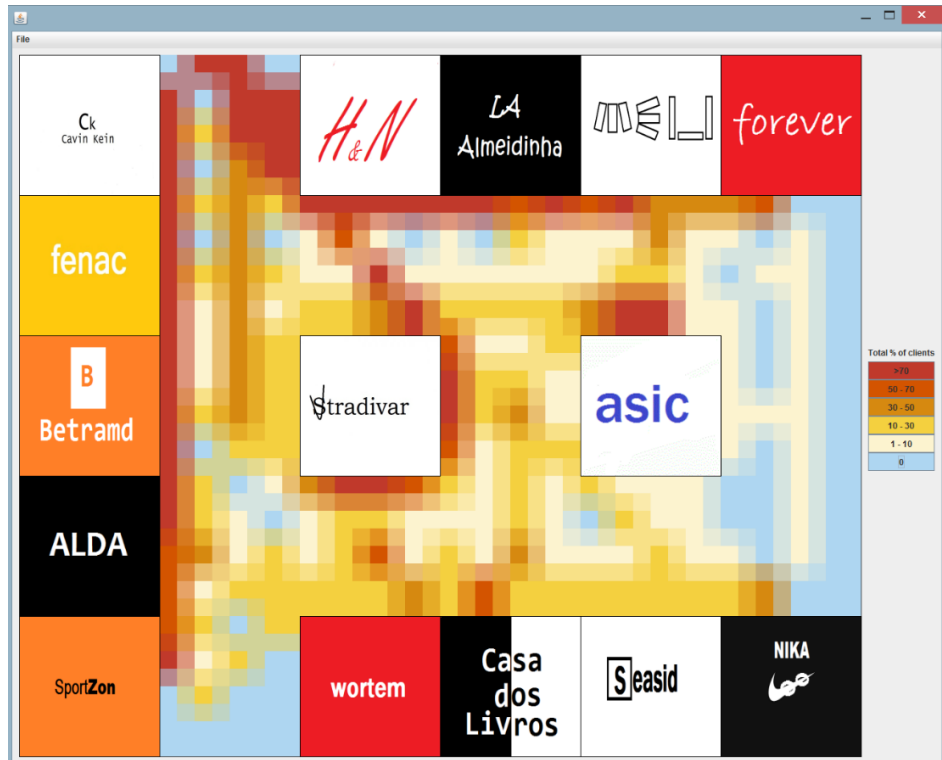 File
Ck
Cavin Kein
H&N
LA
Almeidinha
forever
fenac
B
Betramd
Stradivar
asic
Total % of clients
>70
50 - 70
30 - 50
10 - 30
1 - 10
0
ALDA
SportZon
wortem
Casa
dos
Livros
Seasid
NIKA